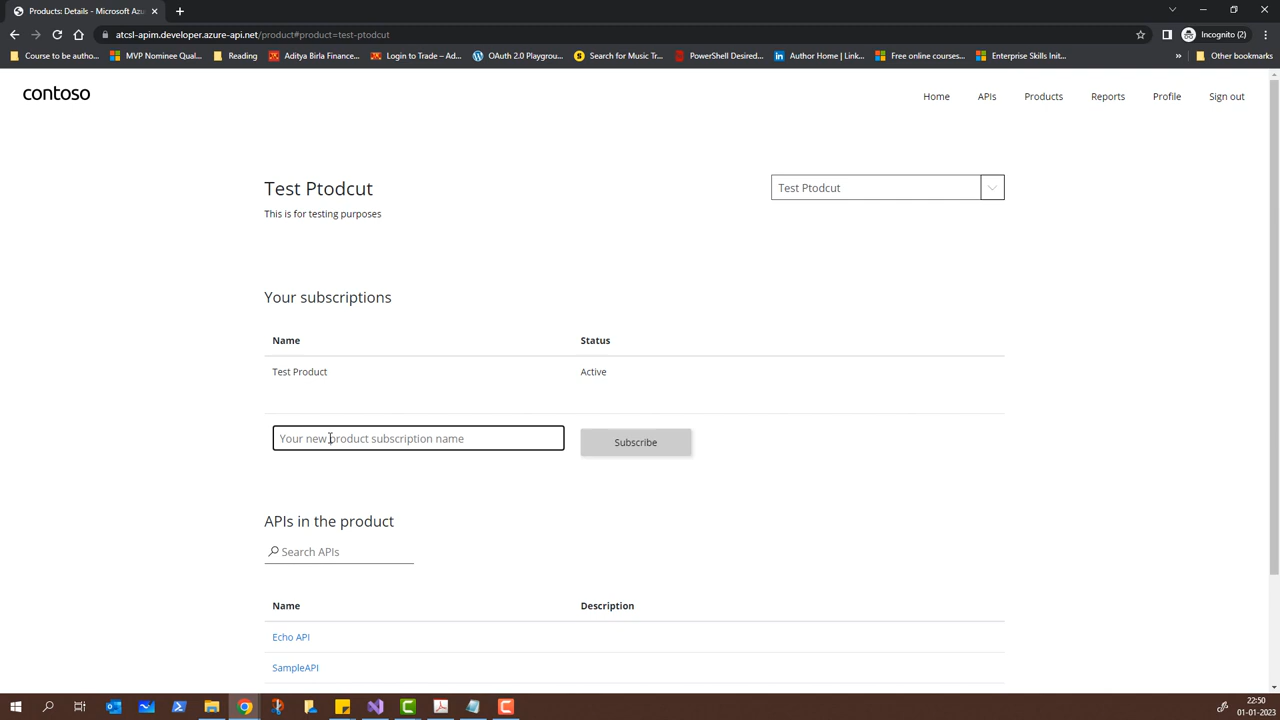 Products: Details - Microsoft Azu
atcsl-apim.developer.azure-api.net/product#product=test-ptodcut
Incognito (2)
Course to be autho...
MVP Nominee Qual...
Reading
Aditya Birla Finance...
Login to Trade – Ad...
OAuth 2.0 Playgrou...
Search for Music Tr...
PowerShell Desired...
Author Home | Link...
Free online courses...
Enterprise Skills Init...
»
Other bookmarks
contoso
Home
APIs
Products
Reports
Profile
Sign out
Test Ptodcut
Test Ptodcut
This is for testing purposes
Your subscriptions
Name
Status
Test Product
Active
Your new product subscription name
Subscribe
APIs in the product
Search APIs
Name
Description
Echo API
SampleAPI
22:50
01-01-2023